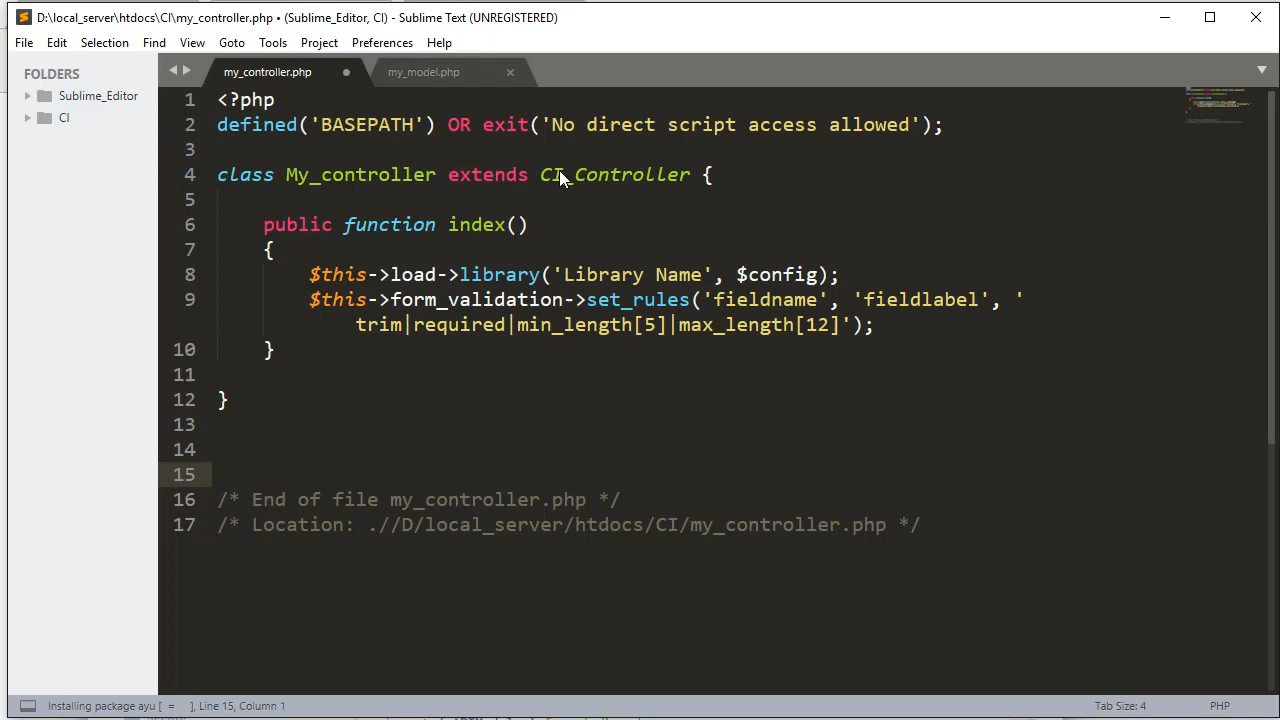 D:\local_server\htdocs\CI\my_controller.php • (Sublime_Editor, CI) - Sublime Text (UNREGISTERED)
File Edit Selection Find View Goto Tools Project Preferences Help
FOLDERS
Sublime_Editor
CI
my_controller.php my_model.php
1 <?php
2 defined('BASEPATH') OR exit('No direct script access allowed');
3
4 class My_controller extends CI_Controller {
5
6 public function index()
7 {
8 $this->load->library('Library Name', $config);
9 $this->form_validation->set_rules('fieldname', 'fieldlabel', '
trim|required|min_length[5]|max_length[12]');
10 }
11
12 }
13
14
15
16 /* End of file my_controller.php */
17 /* Location: .//D/local_server/htdocs/CI/my_controller.php */
Installing package ayu [ = ], Line 15, Column 1 Tab Size: 4 PHP